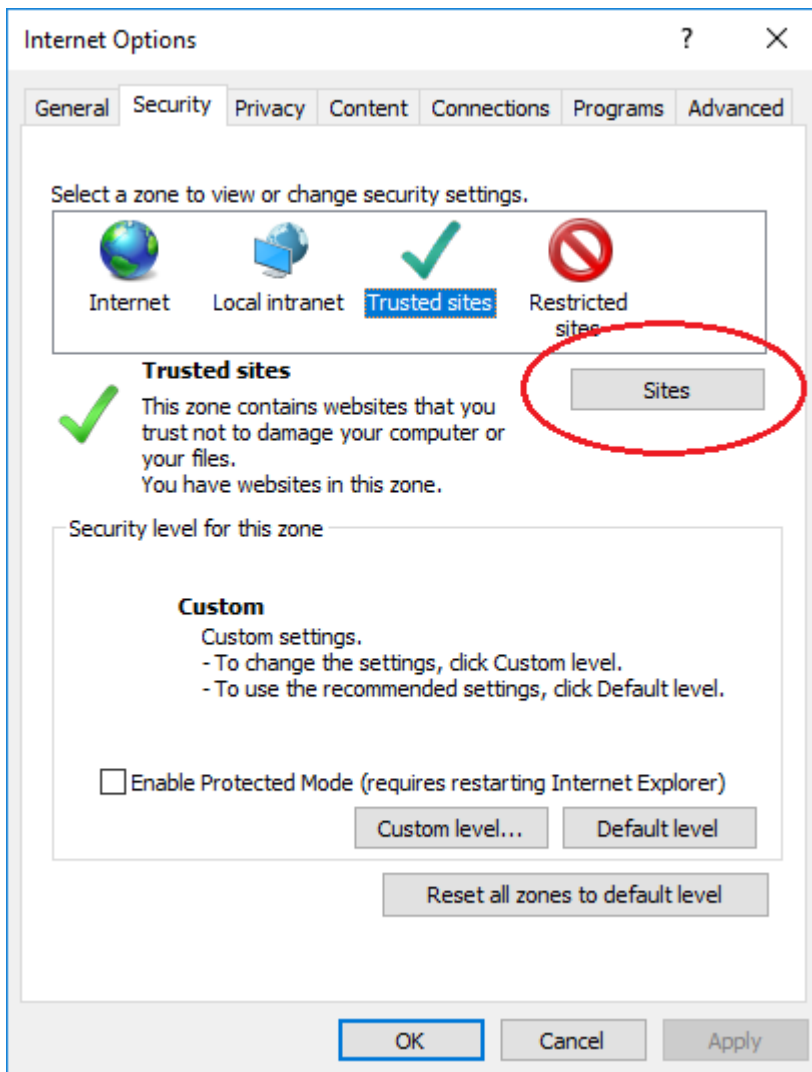 Internet Options
?
General Security Privacy Content Connections Programs Advanced
Select a zone to view or change security settings.
Internet Local intranet Trusted sites Restricted sites
Trusted sites
Sites
This zone contains websites that you
trust not to damage your computer or
your files.
You have websites in this zone.
Security level for this zone
Custom
Custom settings.
- To change the settings, click Custom level.
- To use the recommended settings, click Default level.
Enable Protected Mode (requires restarting Internet Explorer)
Custom level... Default level
Reset all zones to default level
OK Cancel Apply